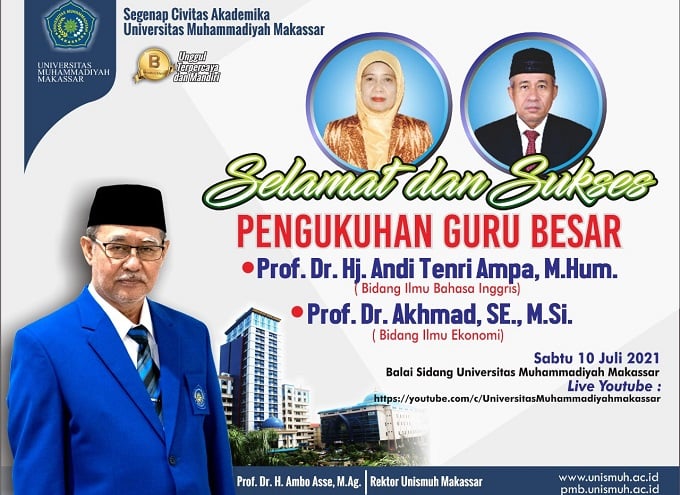 UNIVERSITAS
MUHAMMADIYAH
MAKASSAR
Segenap Civitas Akademika
Universitas Muhammadiyah Makassar
B
Unggul
Terpercaya
dan Mandiri
Selamat dan Sukses
PENGUKUHAN GURU BESAR
•Prof. Dr. Hj. Andi Tenri Ampa, M.Hum.
( Bidang Ilmu Bahasa Inggris)
•Prof. Dr. Akhmad, SE., M.Si.
( Bidang Ilmu Ekonomi)
Sabtu 10 Juli 2021
Balai Sidang Universitas Muhammadiyah Makassar
Live Youtube :
https://youtube.com/c/UniversitasMuhammadiyahmakassar
Prof. Dr. H. Ambo Asse, M.Ag. | Rektor Unismuh Makassar
www.unismuh.ac.id
pmb.unismuh.ac.id